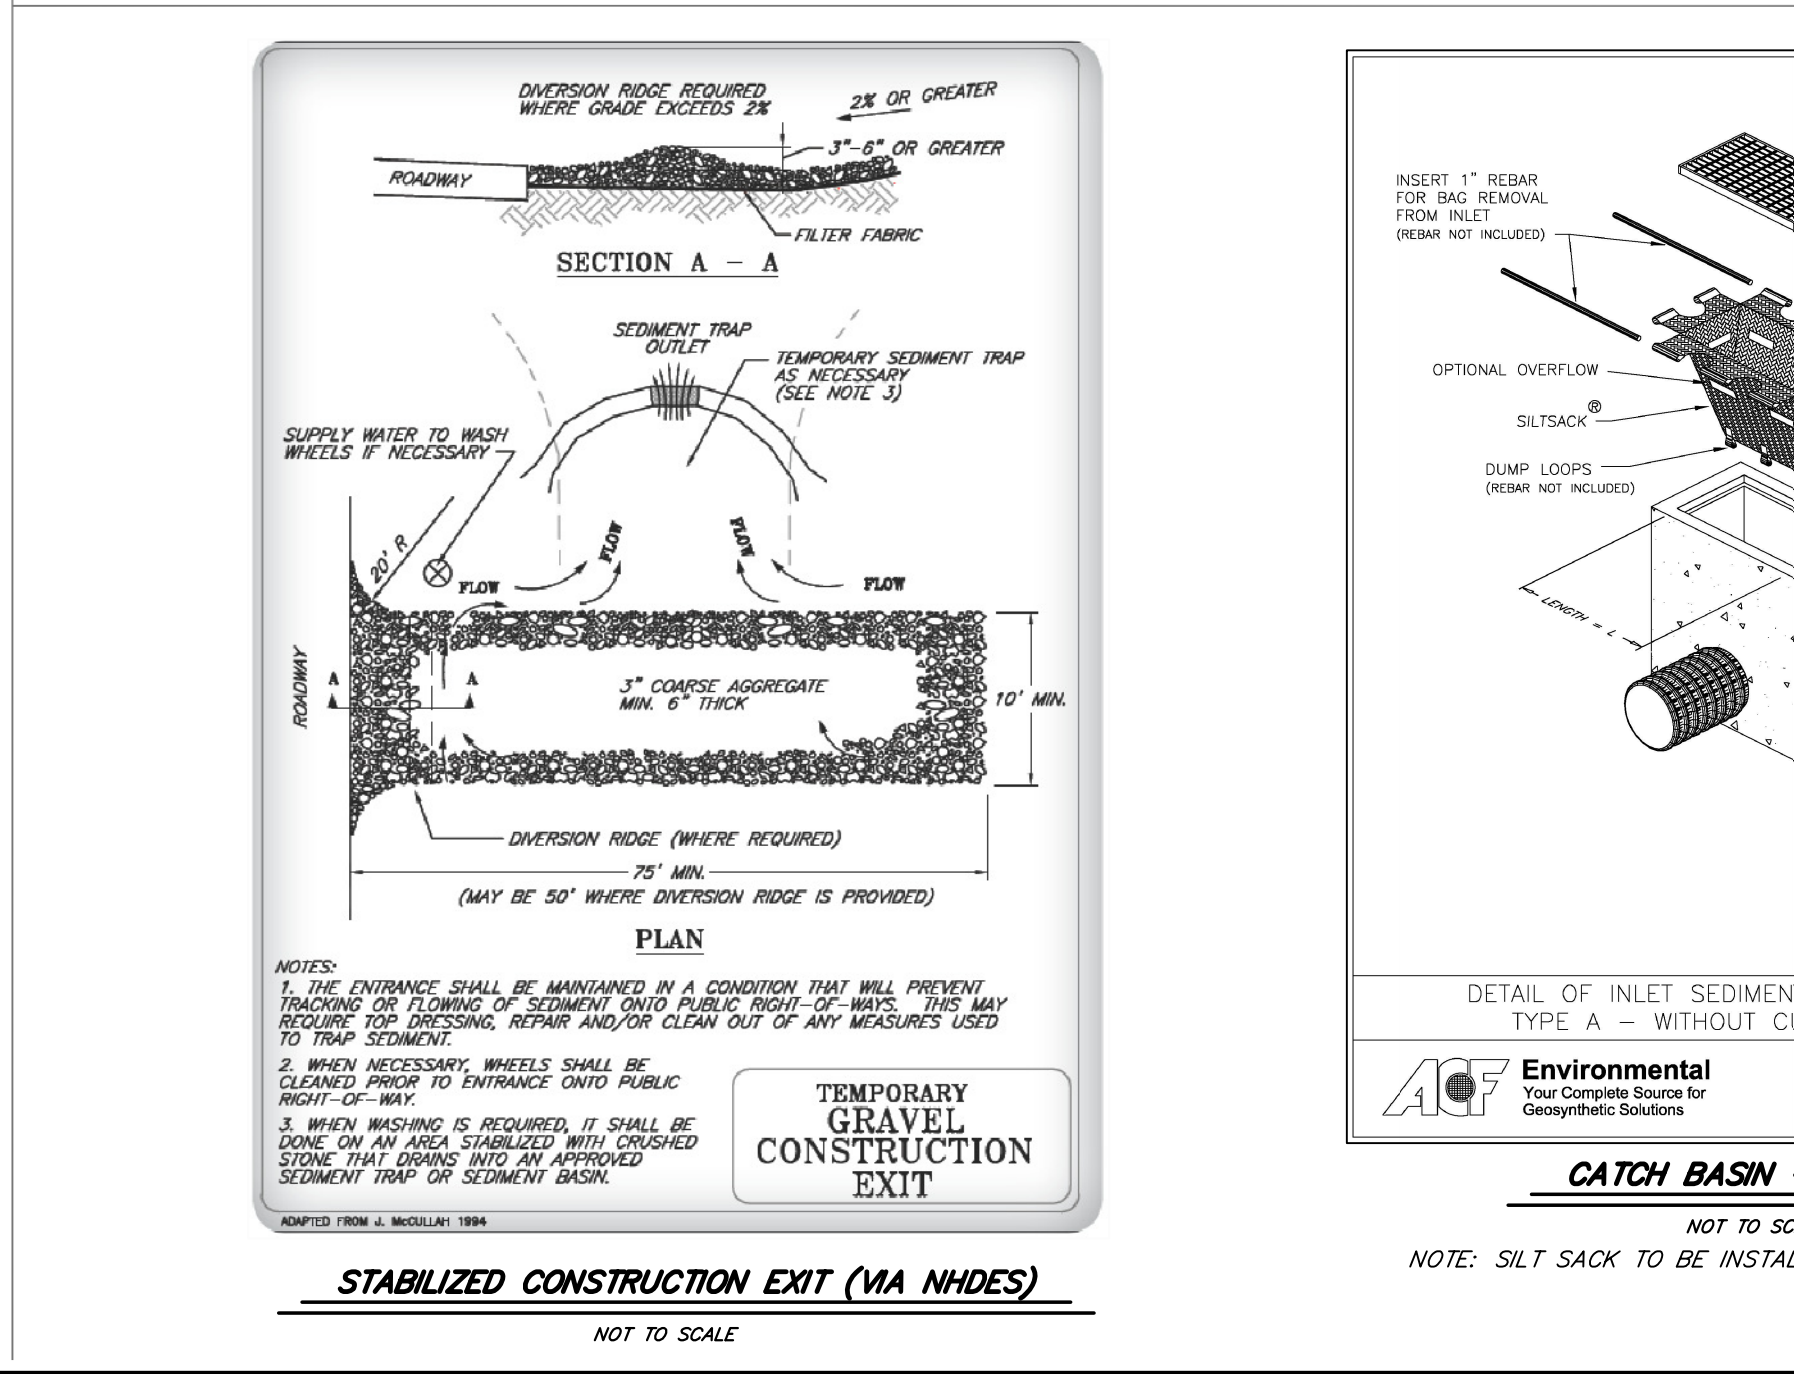 DIVERSION RIDGE REQUIRED
WHERE GRADE EXCEEDS 2%
2% OR GREATER
3"-6" OR GREATER
ROADWAY
FILTER FABRIC
SECTION A - A
SEDIMENT TRAP
OUTLET
TEMPORARY SEDIMENT TRAP
AS NECESSARY
(SEE NOTE 3)
SUPPLY WATER TO WASH
WHEELS IF NECESSARY
20' R
FLOW
FLOW
FLOW
FLOW
ROADWAY
A
A
3" COARSE AGGREGATE
MIN. 6" THICK
10' MIN.
DIVERSION RIDGE (WHERE REQUIRED)
75' MIN.
(MAY BE 50' WHERE DIVERSION RIDGE IS PROVIDED)
PLAN
NOTES:
1. THE ENTRANCE SHALL BE MAINTAINED IN A CONDITION THAT WILL PREVENT
TRACKING OR FLOWING OF SEDIMENT ONTO PUBLIC RIGHT-OF-WAYS. THIS MAY
REQUIRE TOP DRESSING, REPAIR AND/OR CLEAN OUT OF ANY MEASURES USED
TO TRAP SEDIMENT.
2. WHEN NECESSARY, WHEELS SHALL BE
CLEANED PRIOR TO ENTRANCE ONTO PUBLIC
RIGHT-OF-WAY.
3. WHEN WASHING IS REQUIRED, IT SHALL BE
DONE ON AN AREA STABILIZED WITH CRUSHED
STONE THAT DRAINS INTO AN APPROVED
SEDIMENT TRAP OR SEDIMENT BASIN.
TEMPORARY
GRAVEL
CONSTRUCTION
EXIT
ADAPTED FROM J. McCULLAH 1994
STABILIZED CONSTRUCTION EXIT (VIA NHDES)
NOT TO SCALE
INSERT 1" REBAR
FOR BAG REMOVAL
FROM INLET
(REBAR NOT INCLUDED)
OPTIONAL OVERFLOW
SILTSACK®
DUMP LOOPS
(REBAR NOT INCLUDED)
LENGTH = L
DETAIL OF INLET SEDIMEN
TYPE A - WITHOUT CU
ACF
Environmental
Your Complete Source for
Geosynthetic Solutions
CATCH BASIN
NOT TO SC
NOTE: SILT SACK TO BE INSTAL